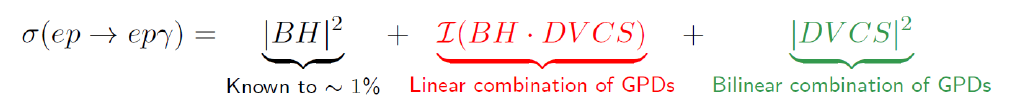 σ(ep → epγ) = |BH|² + ℐ(BH · DVCS) + |DVCS|²
Known to ∼ 1% Linear combination of GPDs Bilinear combination of GPDs